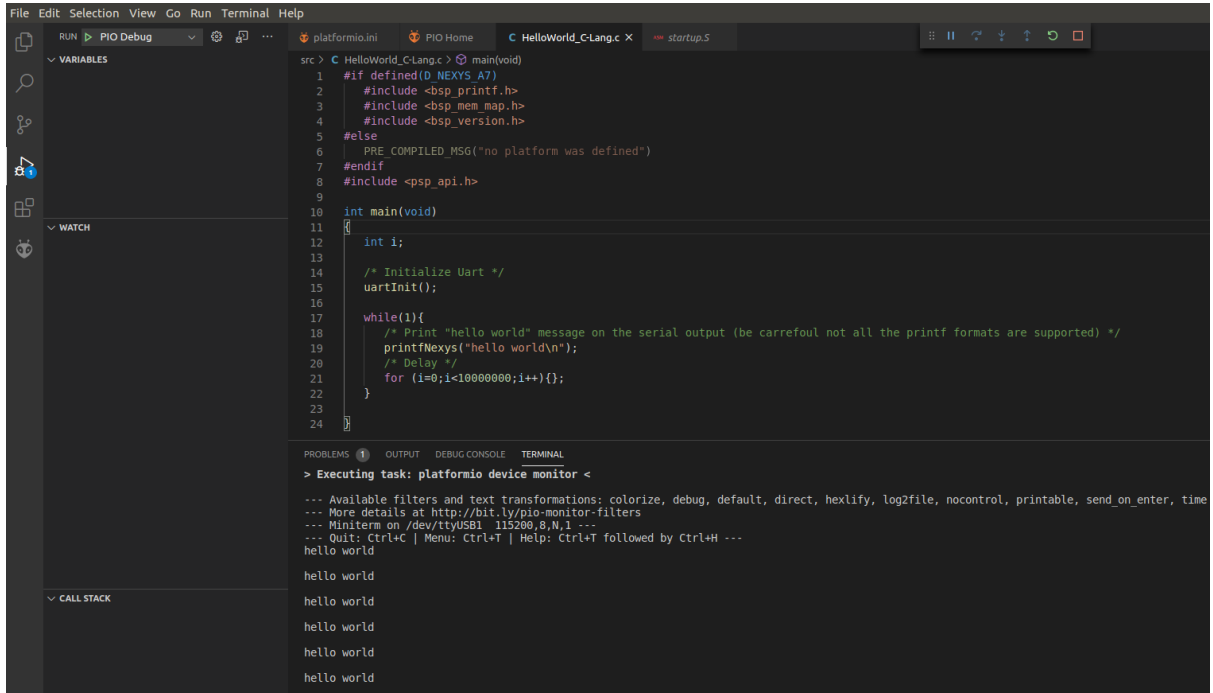 File Edit Selection View Go Run Terminal Help
RUN PIO Debug
platformio.ini PIO Home C HelloWorld_C-Lang.c startup.S
VARIABLES
WATCH
CALL STACK
1
src > C HelloWorld_C-Lang.c > main(void)
1 #if defined(D_NEXYS_A7)
2 #include <bsp_printf.h>
3 #include <bsp_mem_map.h>
4 #include <bsp_version.h>
5 #else
6 PRE_COMPILED_MSG("no platform was defined")
7 #endif
8 #include <psp_api.h>
9
10 int main(void)
11 {
12 int i;
13
14 /* Initialize Uart */
15 uartInit();
16
17 while(1){
18 /* Print "hello world" message on the serial output (be carrefoul not all the printf formats are supported) */
19 printfNexys("hello world\n");
20 /* Delay */
21 for (i=0;i<10000000;i++){};
22 }
23
24 }
PROBLEMS 1 OUTPUT DEBUG CONSOLE TERMINAL
> Executing task: platformio device monitor <
--- Available filters and text transformations: colorize, debug, default, direct, hexlify, log2file, nocontrol, printable, send_on_enter, time
--- More details at http://bit.ly/pio-monitor-filters
--- Miniterm on /dev/ttyUSB1 115200,8,N,1 ---
--- Quit: Ctrl+C | Menu: Ctrl+T | Help: Ctrl+T followed by Ctrl+H ---
hello world
hello world
hello world
hello world
hello world
hello world